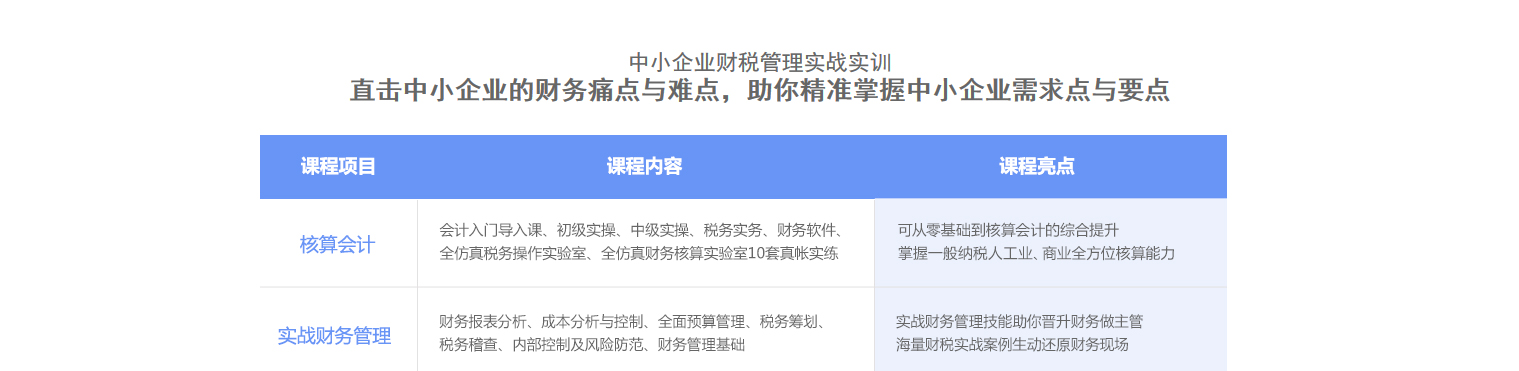 中小企业财税管理实战实训
直击中小企业的财务痛点与难点，助你精准掌握中小企业需求点与要点
课程项目 课程内容 课程亮点
核算会计
会计入门导入课、初级实操、中级实操、税务实务、财务软件、
全仿真税务操作实验室、全仿真财务核算实验室10套真帐实练
可从零基础到核算会计的综合提升
掌握一般纳税人工业、商业全方位核算能力
实战财务管理
财务报表分析、成本分析与控制、全面预算管理、税务筹划、
税务稽查、内部控制及风险防范、财务管理基础
实战财务管理技能助你晋升财务做主管
海量财税实战案例生动还原财务现场